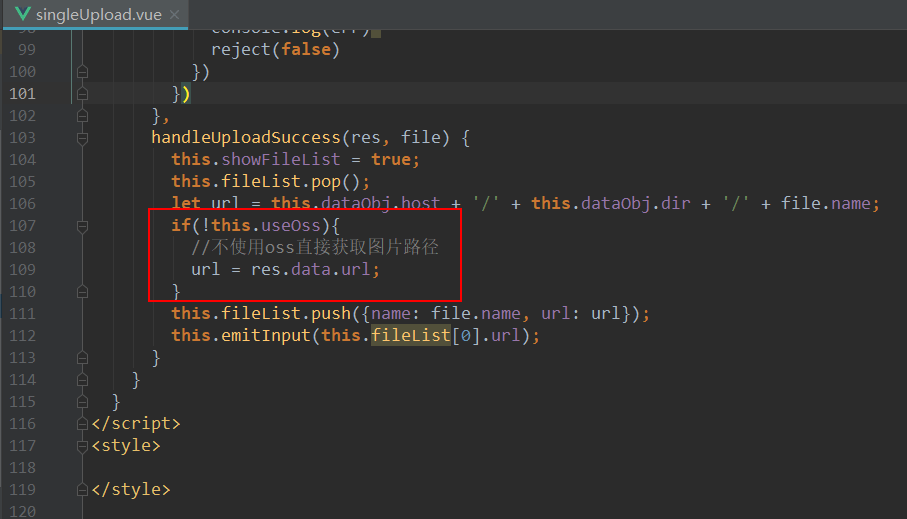 singleUpload.vue
98 console.log(err)
99 reject(false)
100 })
101 })
102 },
103 handleUploadSuccess(res, file) {
104 this.showFileList = true;
105 this.fileList.pop();
106 let url = this.dataObj.host + '/' + this.dataObj.dir + '/' + file.name;
107 if(!this.useOss){
108 //不使用oss直接获取图片路径
109 url = res.data.url;
110 }
111 this.fileList.push({name: file.name, url: url});
112 this.emitInput(this.fileList[0].url);
113 }
114 }
115 }
116 </script>
117 <style>
118
119 </style>
120